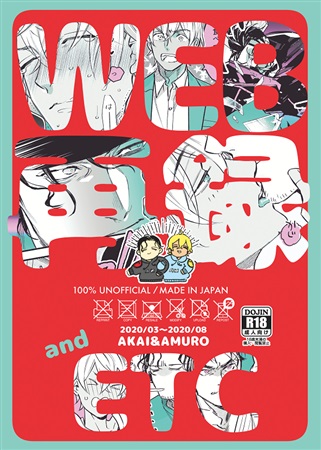 WEB
再録
100% UNOFFICIAL / MADE IN JAPAN
2020/03〜2020/08
AKAI&AMURO
DOJIN
R18
成人向け
and
ETC